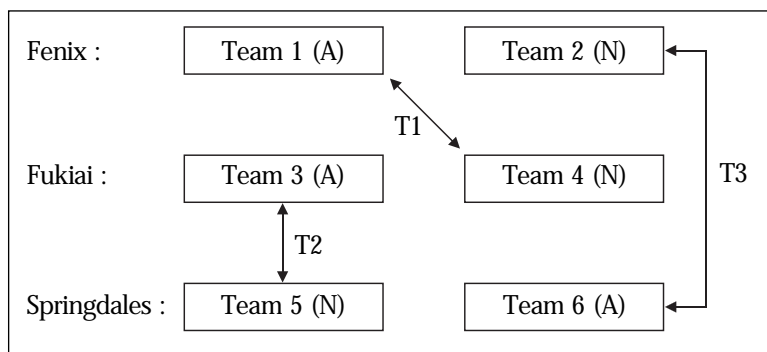 Fenix : Team 1 (A) Team 2 (N)
T1
Fukiai : Team 3 (A) Team 4 (N) T3
T2
Springdales : Team 5 (N) Team 6 (A)